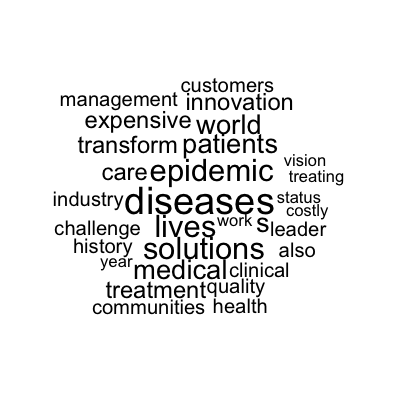 customers
management innovation
expensive world
transform patients
care epidemic vision
treating
industry diseases status
costly
challenge lives work s leader
history solutions also
year medical clinical
treatment quality
communities health